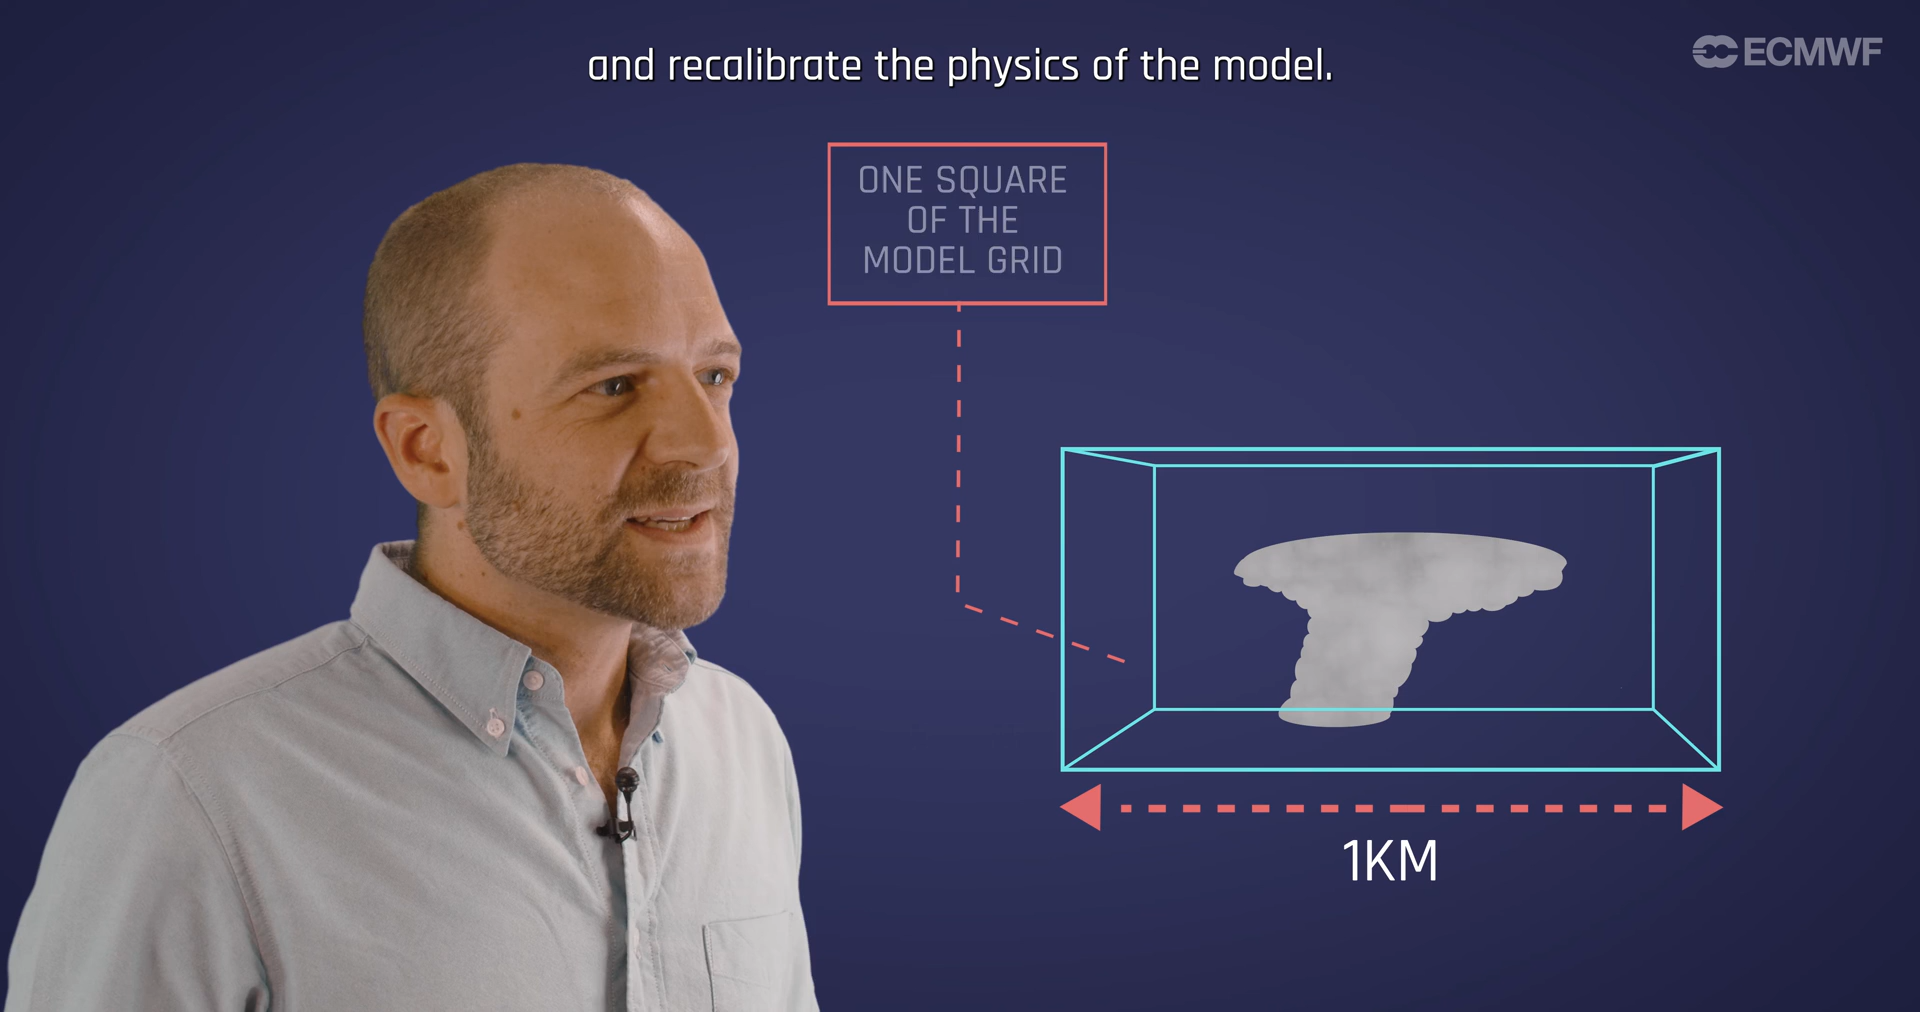 and recalibrate the physics of the model.
ECMWF
ONE SQUARE
OF THE
MODEL GRID
1KM